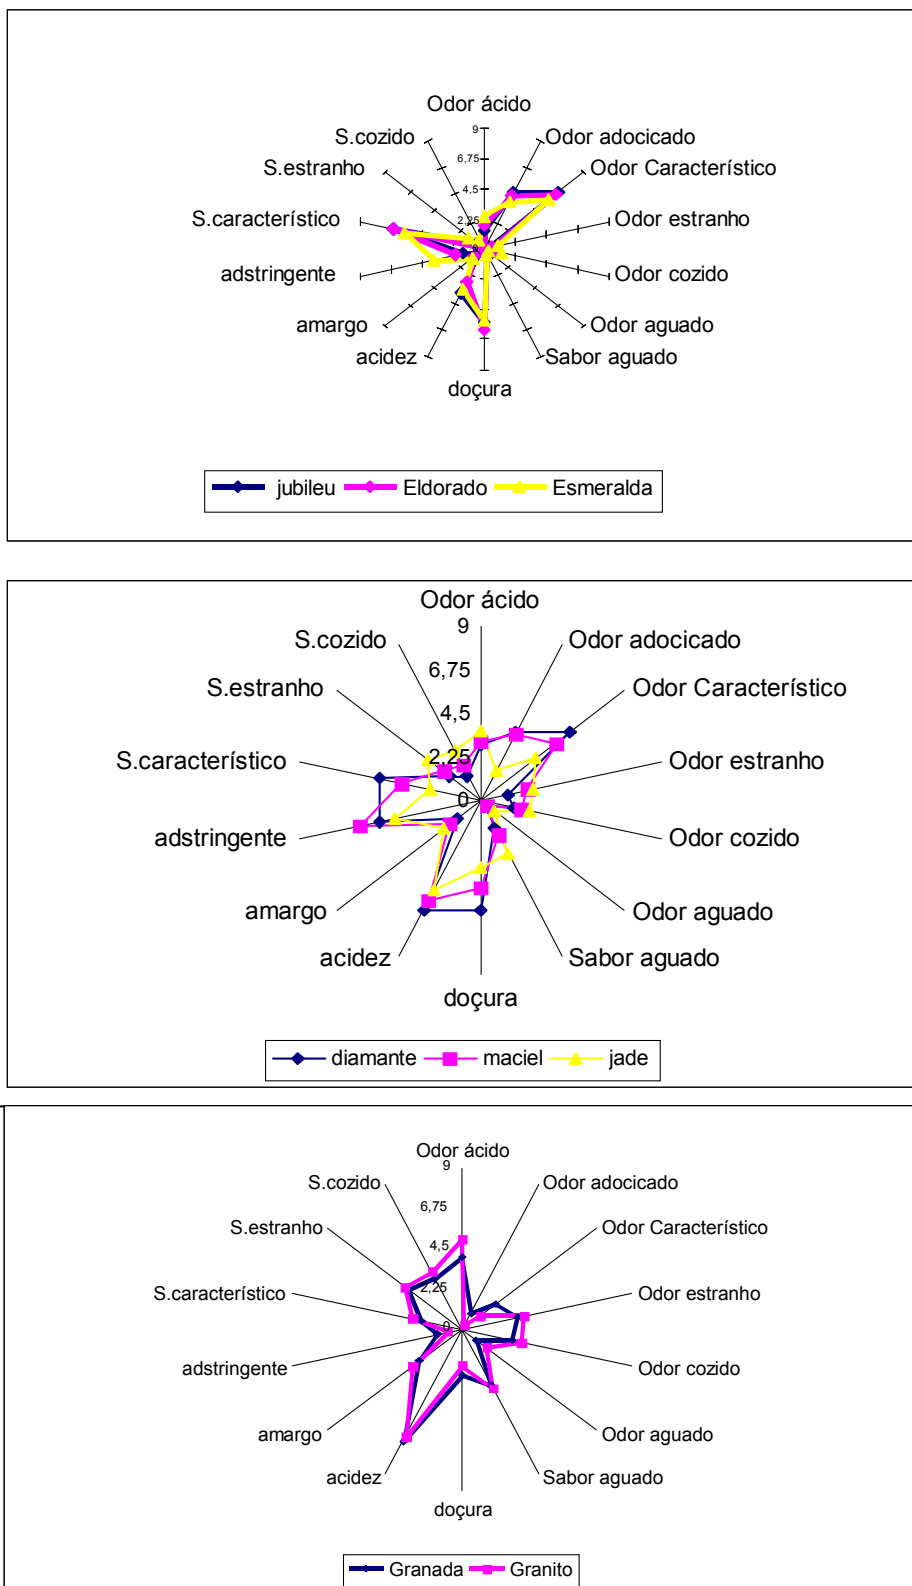 Odor ácido
9
S.cozido
Odor adocicado
6,75
S.estranho
Odor Característico
4,5
S.característico
2,25
Odor estranho
0
adstringente
Odor cozido
amargo
Odor aguado
acidez
Sabor aguado
doçura
jubileu Eldorado Esmeralda
Odor ácido
9
S.cozido
Odor adocicado
6,75
S.estranho
Odor Característico
4,5
S.característico
2,25
Odor estranho
0
adstringente
Odor cozido
amargo
Odor aguado
acidez
Sabor aguado
doçura
diamante maciel jade
Odor ácido
9
S.cozido
Odor adocicado
6,75
S.estranho
Odor Característico
4,5
S.característico
2,25
Odor estranho
0
adstringente
Odor cozido
amargo
Odor aguado
acidez
Sabor aguado
doçura
Granada Granito